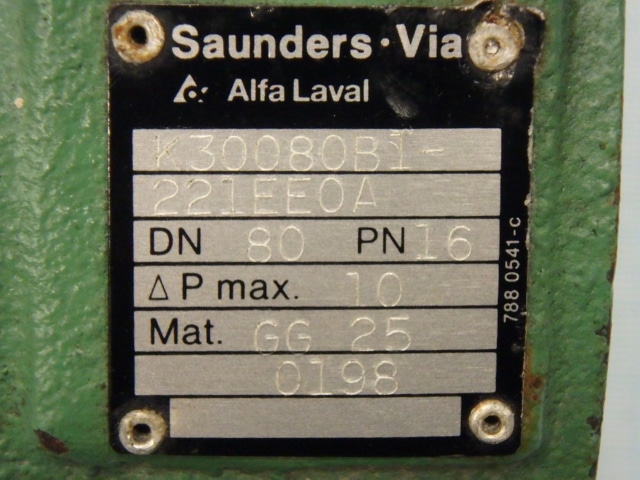 Saunders·Via
Alfa Laval
K30080B1-
221EE0A
DN 80 PN 16
Δ P max. 10
Mat. GG 25
0198
788 0541-C